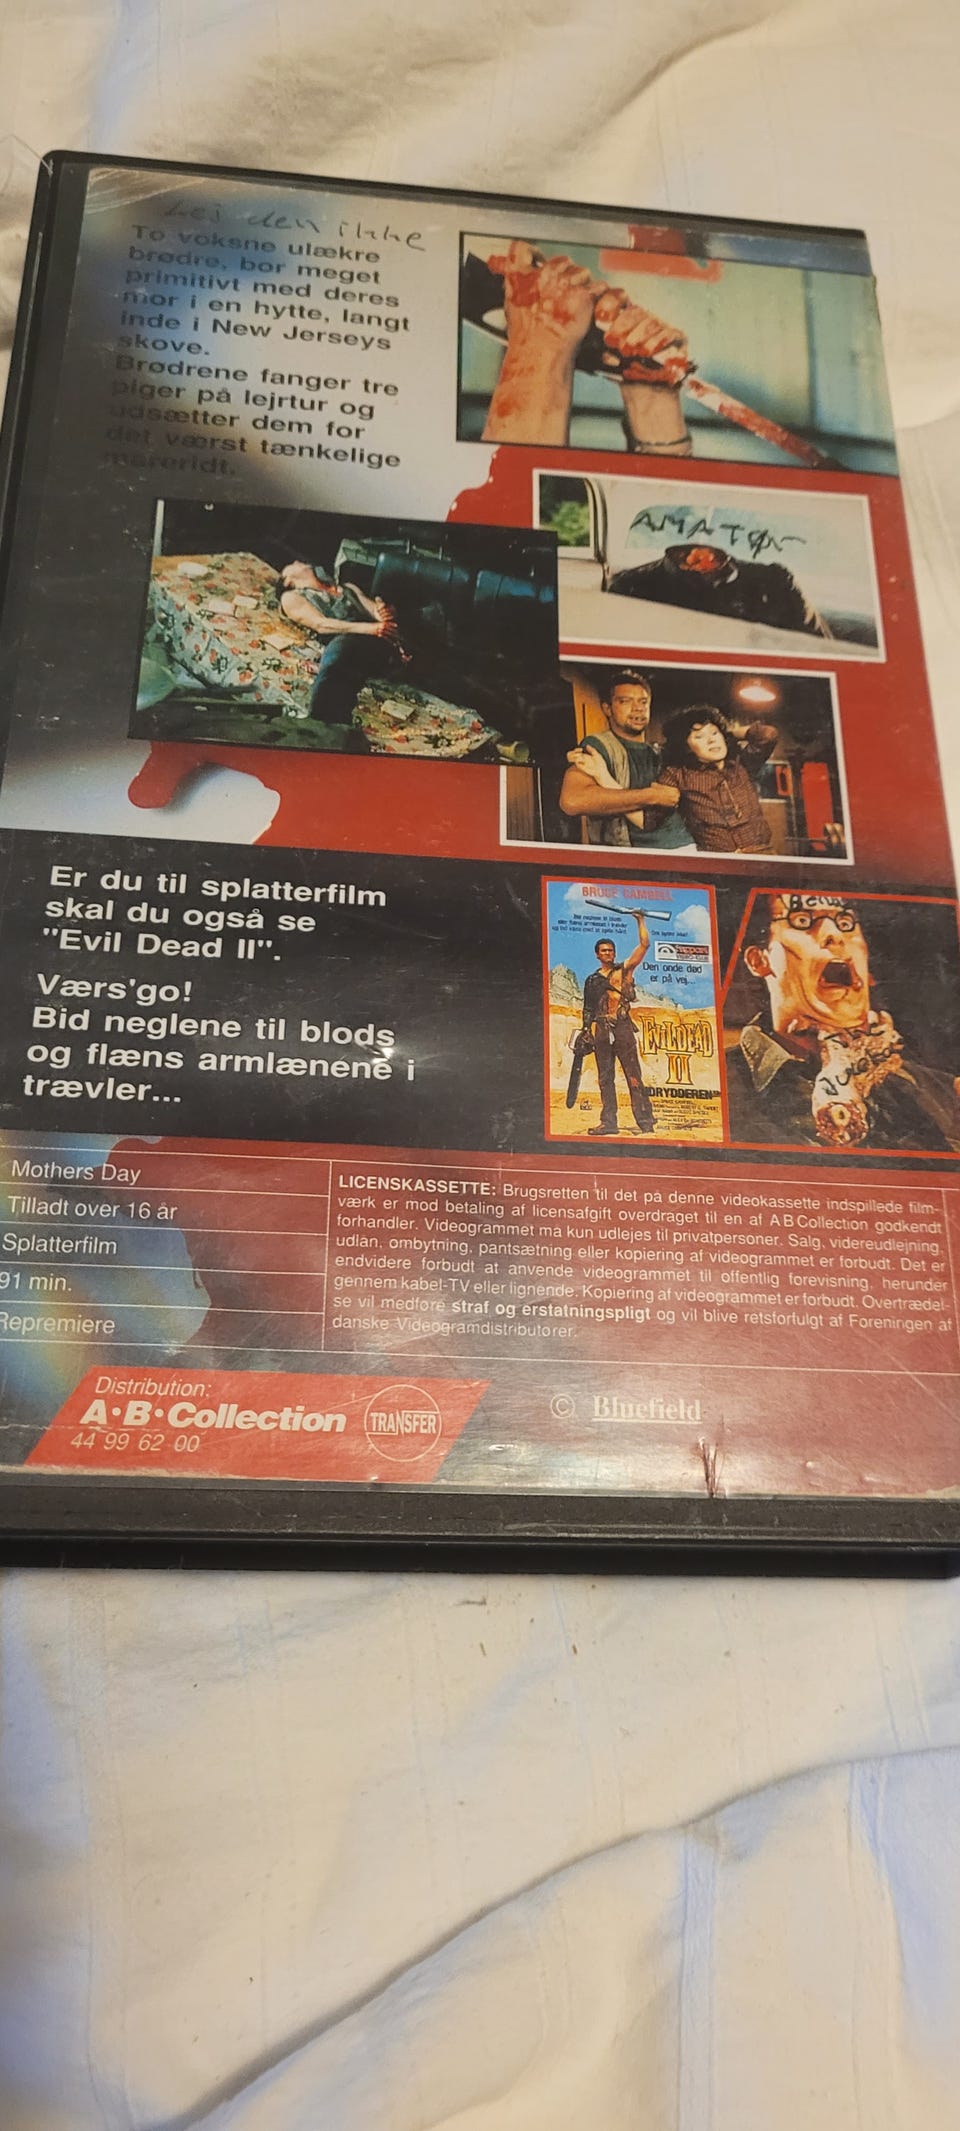 Lej den ikke
To voksne ulækre
brødre, bor meget
primitivt med deres
mor i en hytte, langt
inde i New Jerseys
skove.
Brødrene fanger tre
piger på lejrtur og
udsætter dem for
det værst tænkelige
mareridt.
AMATØR
Er du til splatterfilm
skal du også se
"Evil Dead II".
Værs'go!
Bid neglene til blods
og flæns armlænene i
trævler...
BRUCE CAMPBELL
Bid neglene til blods
Support
VIDEO-KLUB
Den onde død
er på vej...
EVIL DEAD
II
Mothers Day
Tilladt over 16 år
Splatterfilm
91 min.
Repremiere
LICENSKASSETTE: Brugsretten til det på denne videokassette indspillede film-
værk er mod betaling af licensafgift overdraget til en af A B Collection godkendt
forhandler. Videogrammet må kun udlejes til privatpersoner. Salg, videreudlejning,
udlån, ombytning, pantsætning eller kopiering af videogrammet er forbudt. Det er
endvidere forbudt at anvende videogrammet til offentlig forevisning, herunder
gennem kabel-TV eller lignende. Kopiering af videogrammet er forbudt. Overtrædel-
se vil medføre straf og erstatningspligt og vil blive retsforfulgt af Foreningen af
danske Videogramdistributører.
Distribution:
A·B·Collection
44 99 62 00
TRANSFER
© Bluefield